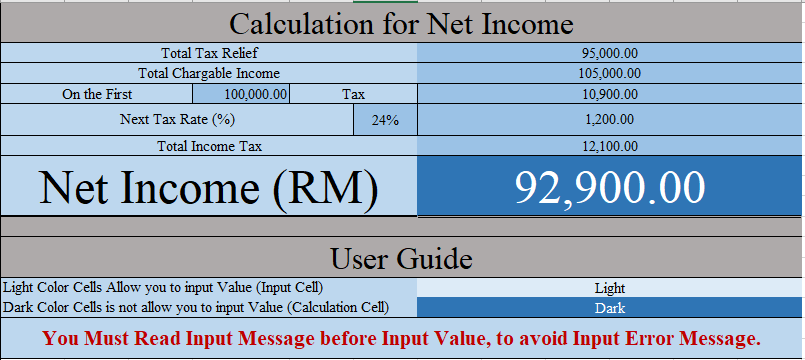 Calculation for Net Income
Total Tax Relief 95,000.00
Total Chargable Income 105,000.00
On the First 100,000.00 Tax 10,900.00
Next Tax Rate (%) 24% 1,200.00
Total Income Tax 12,100.00
Net Income (RM) 92,900.00
User Guide
Light Color Cells Allow you to input Value (Input Cell) Light
Dark Color Cells is not allow you to input Value (Calculation Cell) Dark
You Must Read Input Message before Input Value, to avoid Input Error Message.